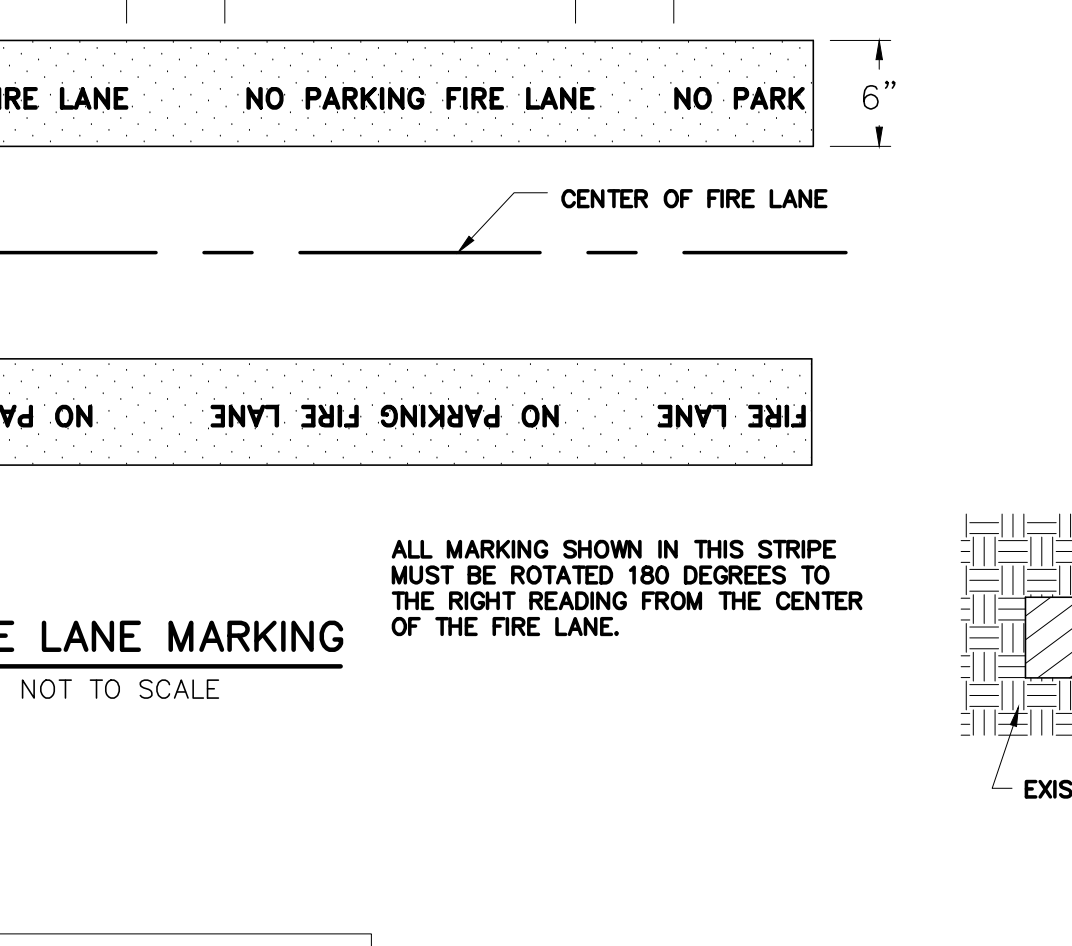 IRE LANE NO PARKING FIRE LANE NO PARK
6"
CENTER OF FIRE LANE
FIRE LANE NO PARKING FIRE LANE NO PA
ALL MARKING SHOWN IN THIS STRIPE
MUST BE ROTATED 180 DEGREES TO
THE RIGHT READING FROM THE CENTER
OF THE FIRE LANE.
E LANE MARKING
NOT TO SCALE
EXIS